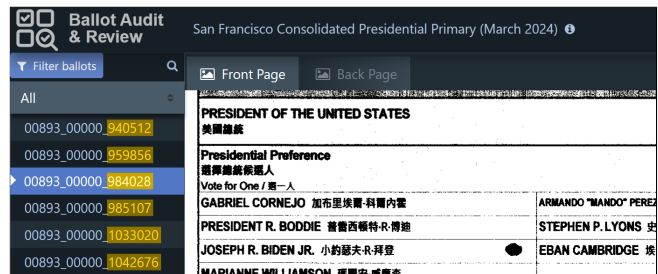 Ballot Audit
& Review
San Francisco Consolidated Presidential Primary (March 2024)
Filter ballots
All
00893_00000_940512
00893_00000_959856
00893_00000_984028
00893_00000_985107
00893_00000_1033020
00893_00000_1042676
Front Page
Back Page
PRESIDENT OF THE UNITED STATES
美國總統
Presidential Preference
選擇總統候選人
Vote for One / 選一人
GABRIEL CORNEJO 加布里埃爾·科爾內霍
ARMANDO "MANDO" PEREZ
PRESIDENT R. BODDIE 普雷西頓特·R·博迪
STEPHEN P. LYONS 史
JOSEPH R. BIDEN JR. 小約瑟夫·R·拜登
EBAN CAMBRIDGE 埃
MARIANNE WILLIAMSON